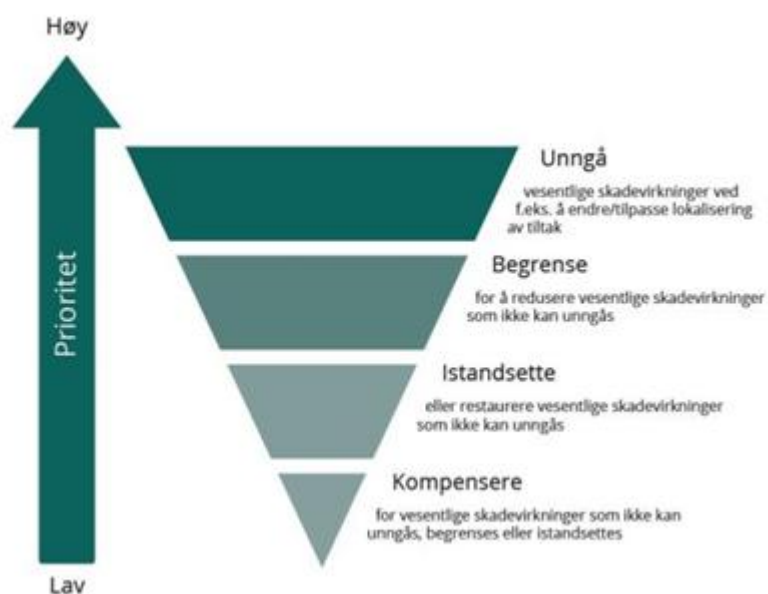 Høy
Prioritet
Unngå
vesentlige skadevirkninger ved
f.eks. å endre/tilpasse lokalisering
av tiltak
Begrense
for å redusere vesentlige skadevirkninger
som ikke kan unngås
Istandsette
eller restaurere vesentlige skadevirkninger
som ikke kan unngås
Kompensere
for vesentlige skadevirkninger som ikke kan
unngås, begrenses eller istandsettes
Lav